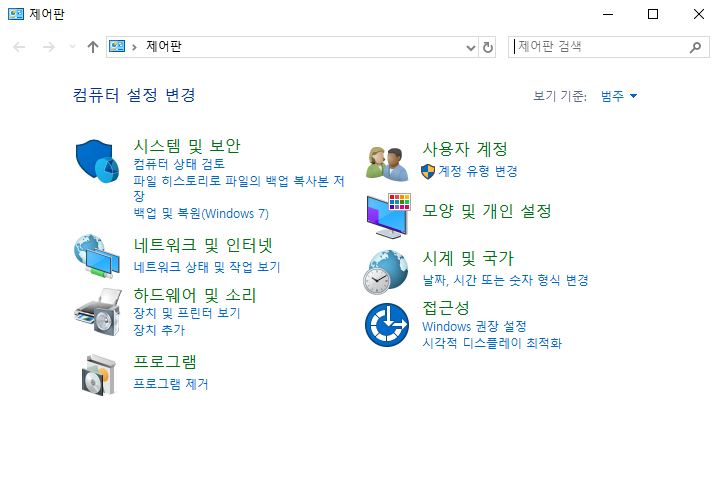 제어판
제어판
제어판 검색
컴퓨터 설정 변경
보기 기준: 범주
시스템 및 보안
컴퓨터 상태 검토
파일 히스토리로 파일의 백업 복사본 저
장
백업 및 복원(Windows 7)
네트워크 및 인터넷
네트워크 상태 및 작업 보기
하드웨어 및 소리
장치 및 프린터 보기
장치 추가
프로그램
프로그램 제거
사용자 계정
계정 유형 변경
모양 및 개인 설정
시계 및 국가
날짜, 시간 또는 숫자 형식 변경
접근성
Windows 권장 설정
시각적 디스플레이 최적화